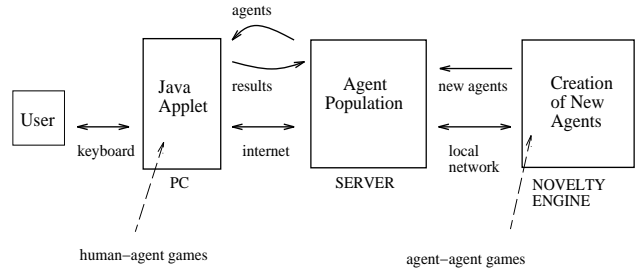 agents
Java
Applet
results
Agent
Population
new agents
Creation
of New
Agents
User
keyboard
internet
local
network
PC
SERVER
NOVELTY
ENGINE
human−agent games
agent−agent games